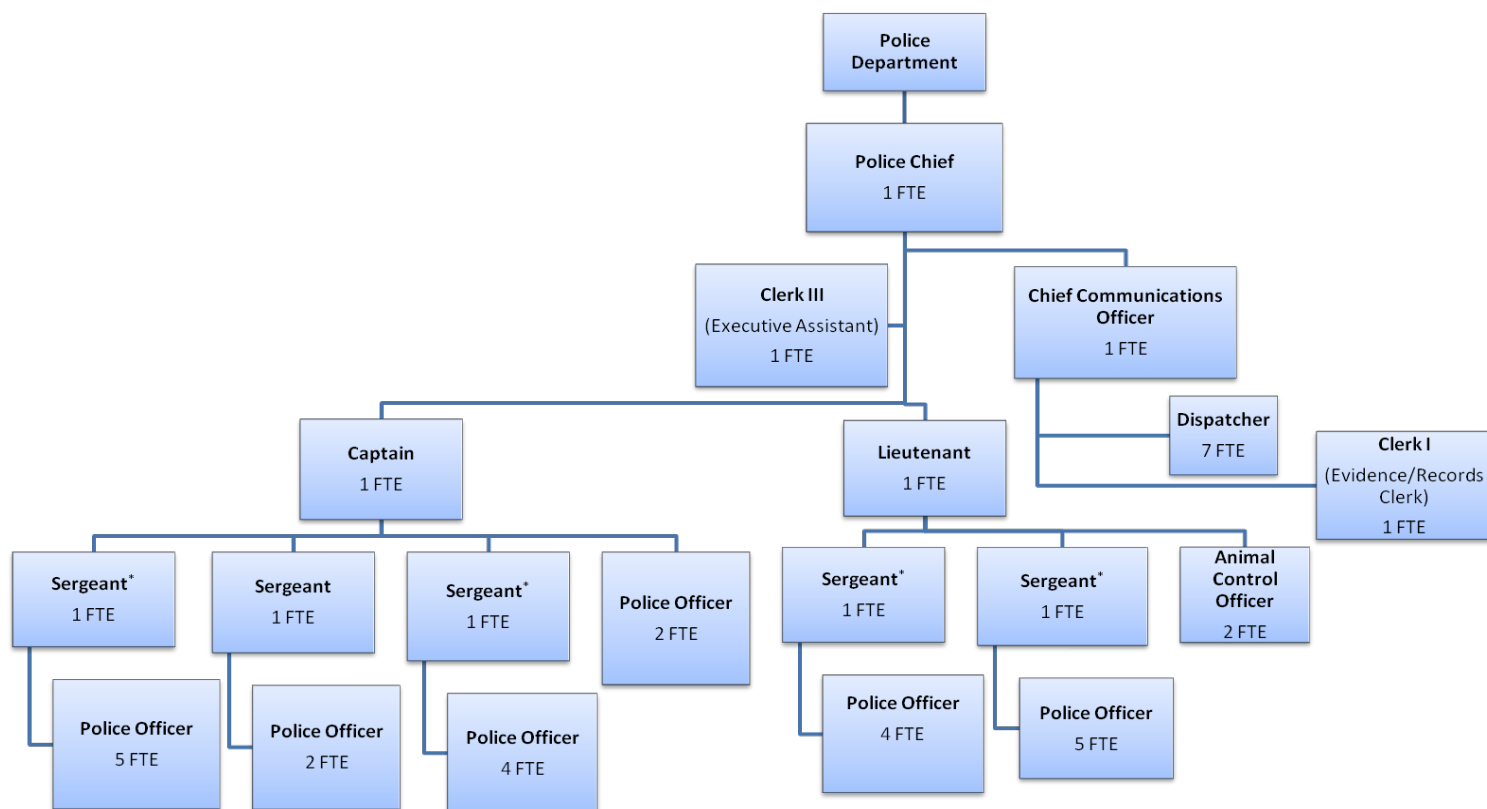 Police
Department
Police Chief
1 FTE
Clerk III
(Executive Assistant)
1 FTE
Chief Communications
Officer
1 FTE
Dispatcher
7 FTE
Clerk I
(Evidence/Records
Clerk)
1 FTE
Captain
1 FTE
Lieutenant
1 FTE
Sergeant*
1 FTE
Sergeant
1 FTE
Sergeant*
1 FTE
Police Officer
2 FTE
Sergeant*
1 FTE
Sergeant*
1 FTE
Animal
Control
Officer
2 FTE
Police Officer
5 FTE
Police Officer
2 FTE
Police Officer
4 FTE
Police Officer
4 FTE
Police Officer
5 FTE